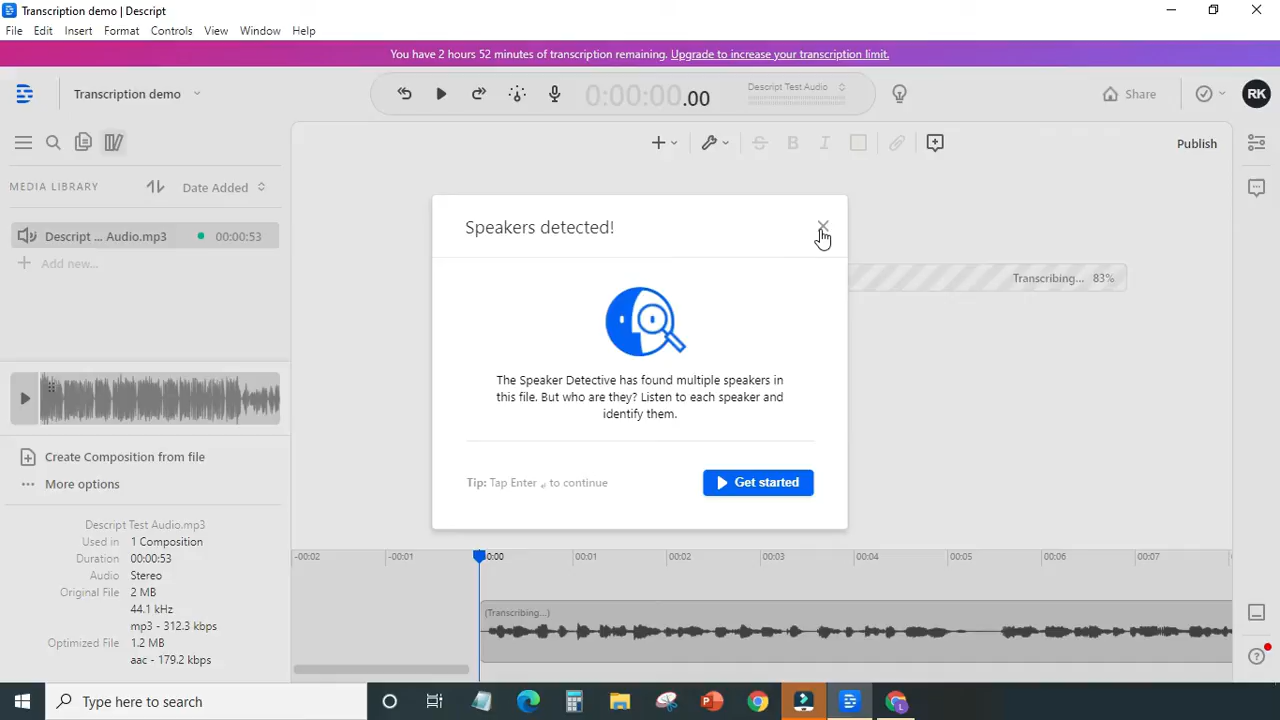 Transcription demo | Descript
File Edit Insert Format Controls View Window Help
You have 2 hours 52 minutes of transcription remaining. Upgrade to increase your transcription limit.
Transcription demo
0:00:00.00
Descript Test Audio
Share
RK
Publish
MEDIA LIBRARY
Date Added
Descript ... Audio.mp3 00:00:53
Add new...
Speakers detected!
Transcribing... 83%
The Speaker Detective has found multiple speakers in
this file. But who are they? Listen to each speaker and
identify them.
Tip: Tap Enter ↵ to continue
Get started
Create Composition from file
More options
Descript Test Audio.mp3
Used in 1 Composition
Duration 00:00:53
Audio Stereo
Original File 2 MB
44.1 kHz
mp3 - 312.3 kbps
Optimized File 1.2 MB
aac - 179.2 kbps
-00:02 -00:01 0:00 00:01 00:02 00:03 00:04 00:05 00:06 00:07
(Transcribing...)
Type here to search